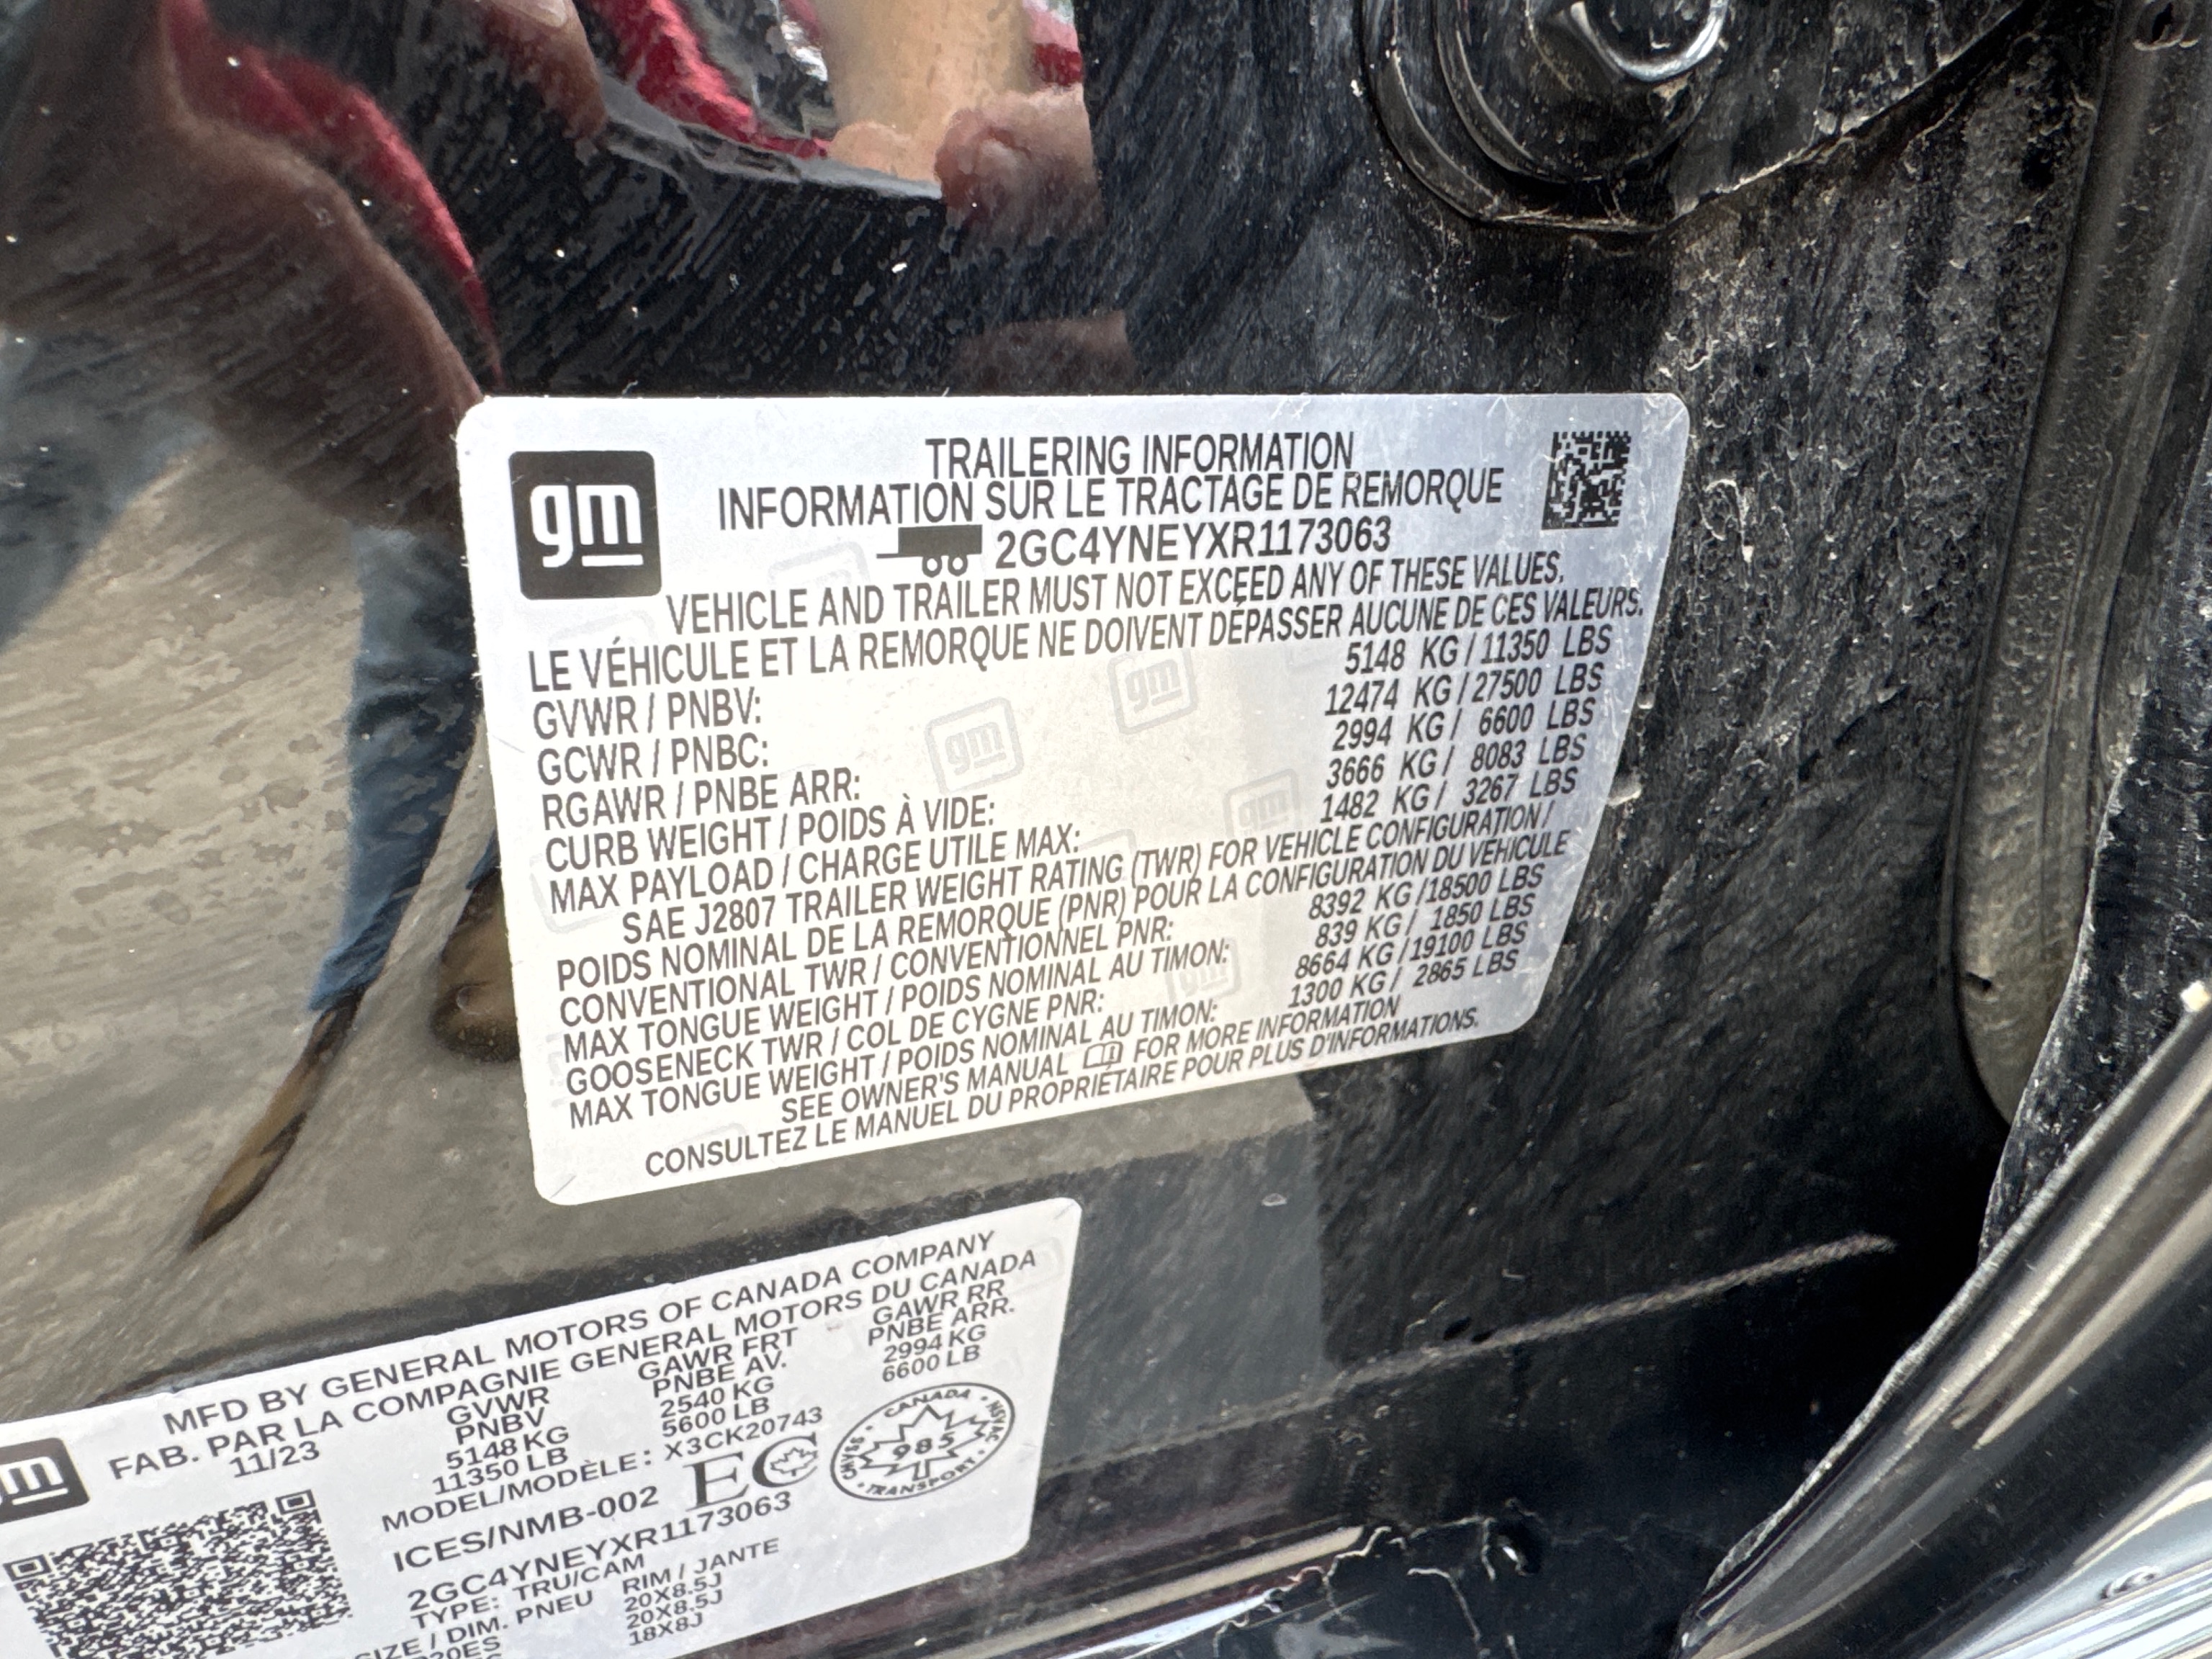 gm
TRAILERING INFORMATION
INFORMATION SUR LE TRACTAGE DE REMORQUE
2GC4YNEYXR1173063
VEHICLE AND TRAILER MUST NOT EXCEED ANY OF THESE VALUES.
LE VÉHICULE ET LA REMORQUE NE DOIVENT DÉPASSER AUCUNE DE CES VALEURS.
GVWR / PNBV: 5148 KG / 11350 LBS
GCWR / PNBC: 12474 KG / 27500 LBS
RGAWR / PNBE ARR: 2994 KG / 6600 LBS
CURB WEIGHT / POIDS À VIDE: 3666 KG / 8083 LBS
MAX PAYLOAD / CHARGE UTILE MAX: 1482 KG / 3267 LBS
SAE J2807 TRAILER WEIGHT RATING (TWR) FOR VEHICLE CONFIGURATION /
POIDS NOMINAL DE LA REMORQUE (PNR) POUR LA CONFIGURATION DU VEHICULE
CONVENTIONAL TWR / CONVENTIONNEL PNR: 8392 KG /18500 LBS
MAX TONGUE WEIGHT / POIDS NOMINAL AU TIMON: 839 KG / 1850 LBS
GOOSENECK TWR / COL DE CYGNE PNR: 8664 KG /19100 LBS
MAX TONGUE WEIGHT / POIDS NOMINAL AU TIMON: 1300 KG / 2865 LBS
SEE OWNER'S MANUAL FOR MORE INFORMATION
CONSULTEZ LE MANUEL DU PROPRIÉTAIRE POUR PLUS D'INFORMATIONS.
MFD BY GENERAL MOTORS OF CANADA COMPANY
FAB. PAR LA COMPAGNIE GENERAL MOTORS DU CANADA
11/23 GVWR GAWR FRT GAWR RR
PNBV PNBE AV. PNBE ARR.
5148 KG 2540 KG 2994 KG
11350 LB 5600 LB 6600 LB
MODEL/MODÈLE: X3CK20743
ICES/NMB-002 EC
CANADA 985 TRANSPORT
2GC4YNEYXR1173063
TYPE: TRU/CAM
SIZE / DIM. PNEU RIM / JANTE
20X8.5J
20X8.5J
18X8J